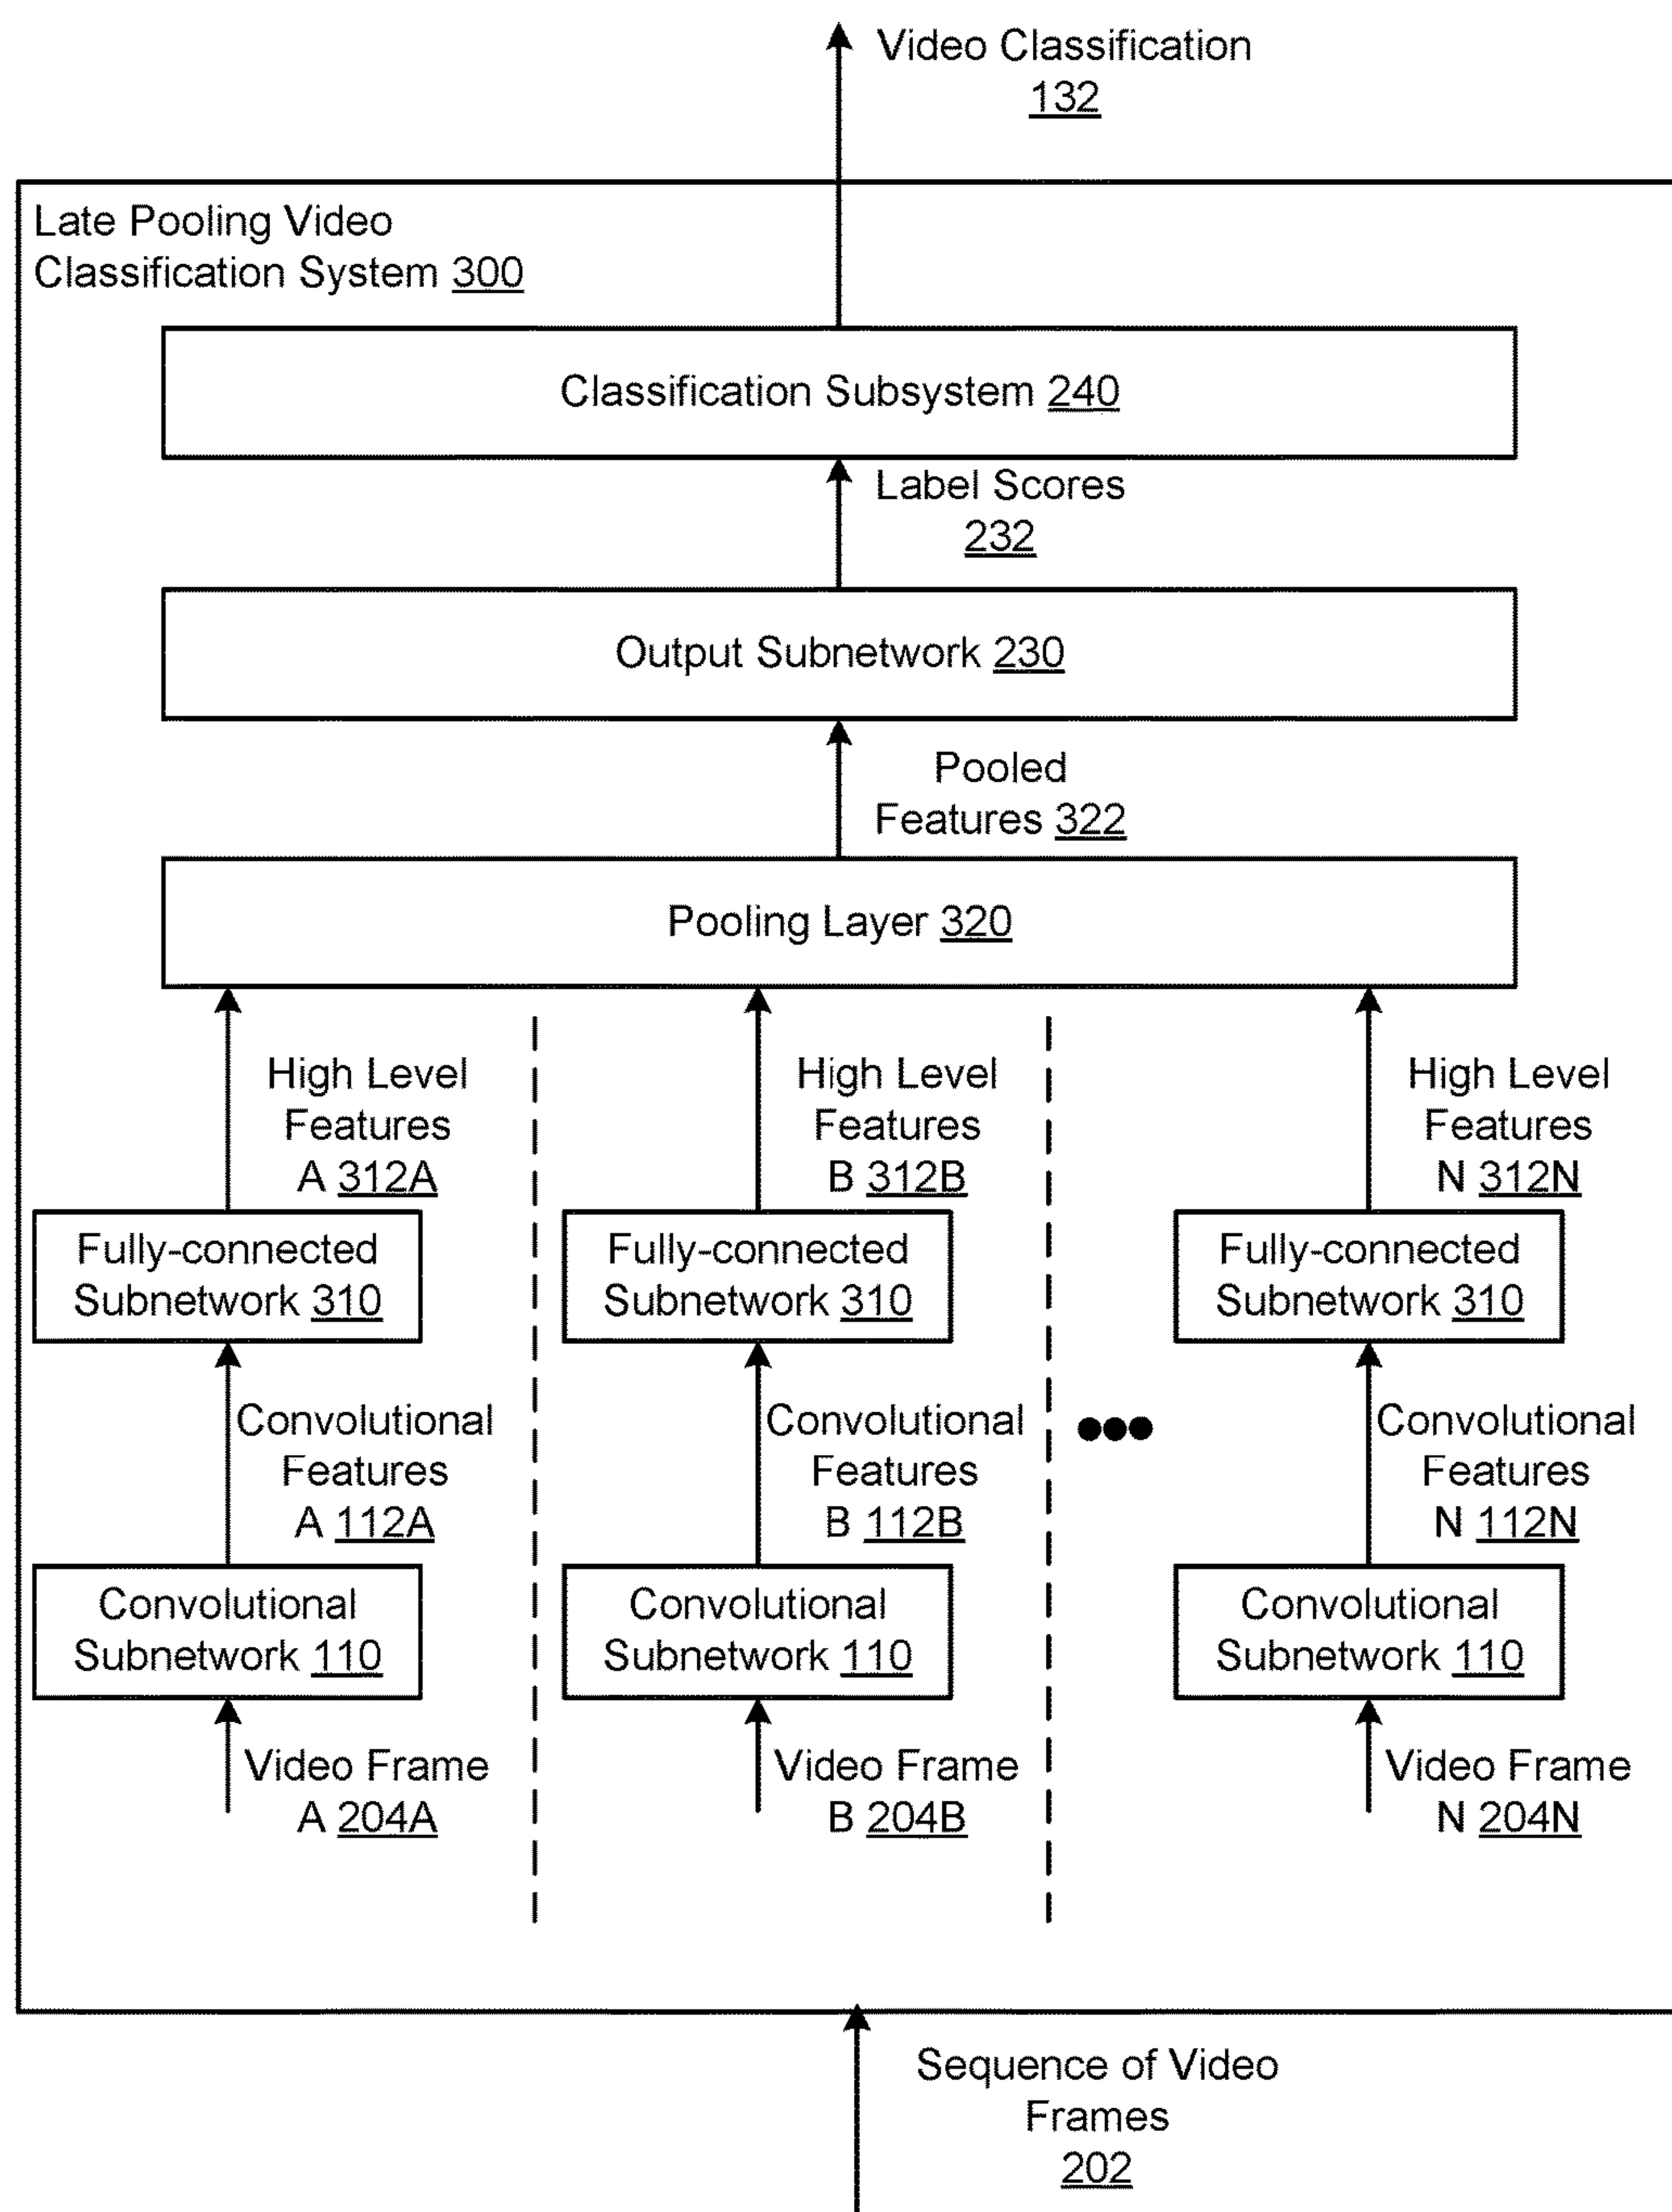 Video Classification
132
Late Pooling Video
Classification System 300
Classification Subsystem 240
Label Scores
232
Output Subnetwork 230
Pooled
Features 322
Pooling Layer 320
High Level
Features
A 312A
High Level
Features
B 312B
High Level
Features
N 312N
Fully-connected
Subnetwork 310
Fully-connected
Subnetwork 310
Fully-connected
Subnetwork 310
Convolutional
Features
A 112A
Convolutional
Features
B 112B
Convolutional
Features
N 112N
Convolutional
Subnetwork 110
Convolutional
Subnetwork 110
Convolutional
Subnetwork 110
Video Frame
A 204A
Video Frame
B 204B
Video Frame
N 204N
Sequence of Video
Frames
202